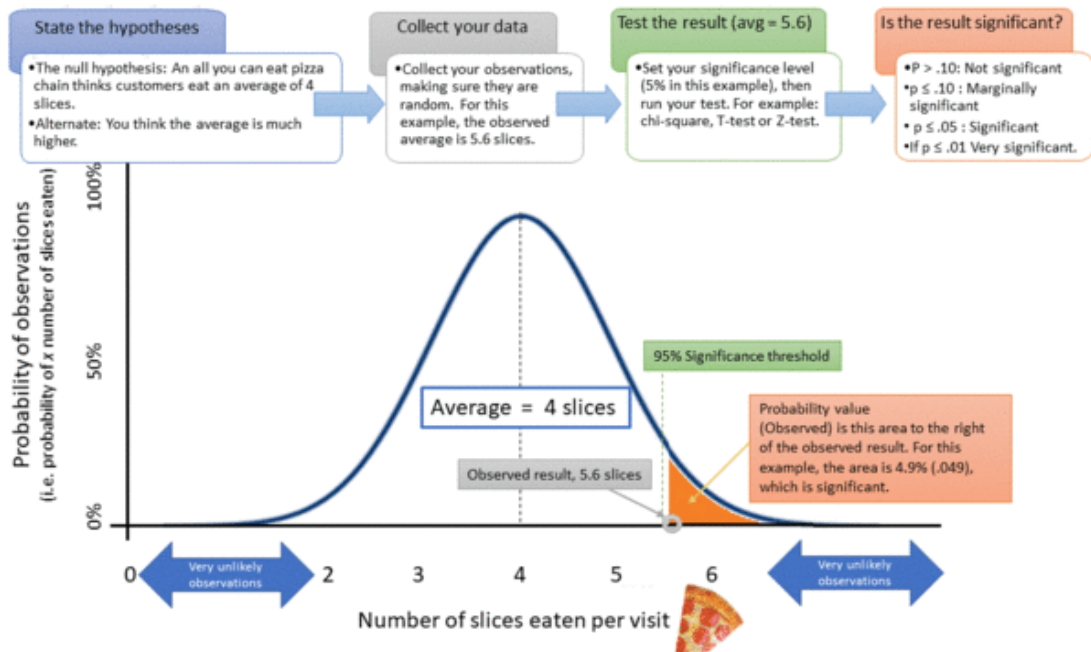 State the hypotheses
•The null hypothesis: An all you can eat pizza
chain thinks customers eat an average of 4
slices.
•Alternate: You think the average is much
higher.
Collect your data
•Collect your observations,
making sure they are
random. For this
example, the observed
average is 5.6 slices.
Test the result (avg = 5.6)
•Set your significance level
(5% in this example), then
run your test. For example:
chi-square, T-test or Z-test.
Is the result significant?
•P > .10: Not significant
•p ≤ .10 : Marginally
significant
• p ≤ .05 : Significant
•If p ≤ .01 Very significant.
Probability of observations
(i.e. probability of x number of slices eaten)
100%
50%
0%
95% Significance threshold
Average = 4 slices
Probability value
(Observed) is this area to the right
of the observed result. For this
example, the area is 4.9% (.049),
which is significant.
Observed result, 5.6 slices
0
Very unlikely
observations
2
3
4
5
6
Very unlikely
observations
Number of slices eaten per visit